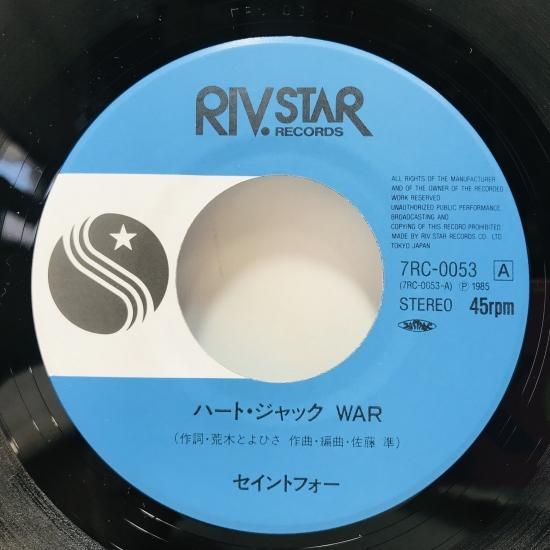 RIV.STAR
RECORDS
ALL RIGHTS OF THE MANUFACTURER
AND OF THE OWNER OF THE RECORDED
WORK RESERVED
UNAUTHORIZED PUBLIC PERFORMANCE
BROADCASTING AND
COPYING OF THIS RECORD PROHIBITED
MADE BY RIV STAR RECORDS CO. LTD
TOKYO JAPAN
7RC-0053 A
(7RC-0053-A) Ⓟ 1985
STEREO 45rpm
JASRAC
ハート・ジャック WAR
(作詞・荒木とよひさ 作曲・編曲・佐藤 準)
セイントフォー